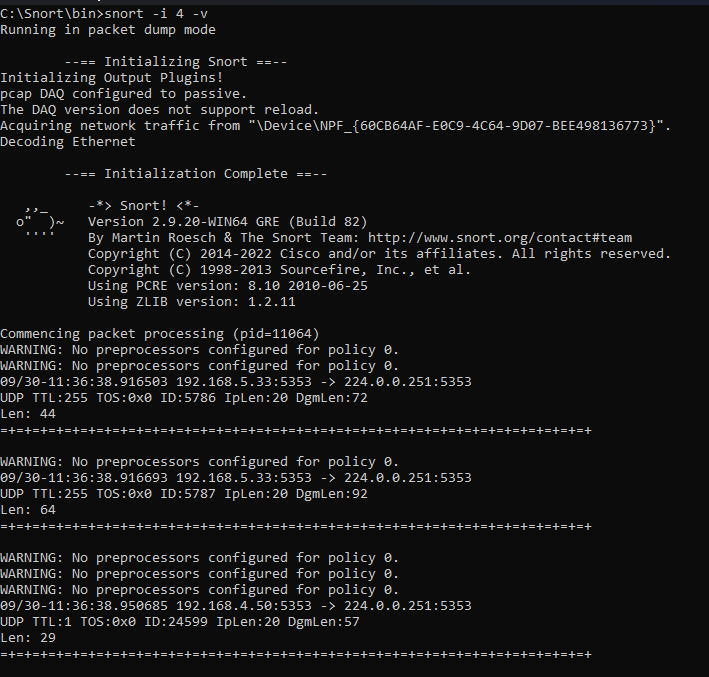 C:\Snort\bin>snort -i 4 -v
Running in packet dump mode
--== Initializing Snort ==--
Initializing Output Plugins!
pcap DAQ configured to passive.
The DAQ version does not support reload.
Acquiring network traffic from "\Device\NPF_{60CB64AF-E0C9-4C64-9D07-BEE498136773}".
Decoding Ethernet
--== Initialization Complete ==--
,,_ -*> Snort! <*-
o" )~ Version 2.9.20-WIN64 GRE (Build 82)
'''' By Martin Roesch & The Snort Team: http://www.snort.org/contact#team
Copyright (C) 2014-2022 Cisco and/or its affiliates. All rights reserved.
Copyright (C) 1998-2013 Sourcefire, Inc., et al.
Using PCRE version: 8.10 2010-06-25
Using ZLIB version: 1.2.11
Commencing packet processing (pid=11064)
WARNING: No preprocessors configured for policy 0.
WARNING: No preprocessors configured for policy 0.
09/30-11:36:38.916503 192.168.5.33:5353 -> 224.0.0.251:5353
UDP TTL:255 TOS:0x0 ID:5786 IpLen:20 DgmLen:72
Len: 44
=+=+=+=+=+=+=+=+=+=+=+=+=+=+=+=+=+=+=+=+=+=+=+=+=+=+=+=+=+=+=+=+=+=+=+=+=+
WARNING: No preprocessors configured for policy 0.
09/30-11:36:38.916693 192.168.5.33:5353 -> 224.0.0.251:5353
UDP TTL:255 TOS:0x0 ID:5787 IpLen:20 DgmLen:92
Len: 64
=+=+=+=+=+=+=+=+=+=+=+=+=+=+=+=+=+=+=+=+=+=+=+=+=+=+=+=+=+=+=+=+=+=+=+=+=+
WARNING: No preprocessors configured for policy 0.
WARNING: No preprocessors configured for policy 0.
WARNING: No preprocessors configured for policy 0.
09/30-11:36:38.950685 192.168.4.50:5353 -> 224.0.0.251:5353
UDP TTL:1 TOS:0x0 ID:24599 IpLen:20 DgmLen:57
Len: 29
=+=+=+=+=+=+=+=+=+=+=+=+=+=+=+=+=+=+=+=+=+=+=+=+=+=+=+=+=+=+=+=+=+=+=+=+=+